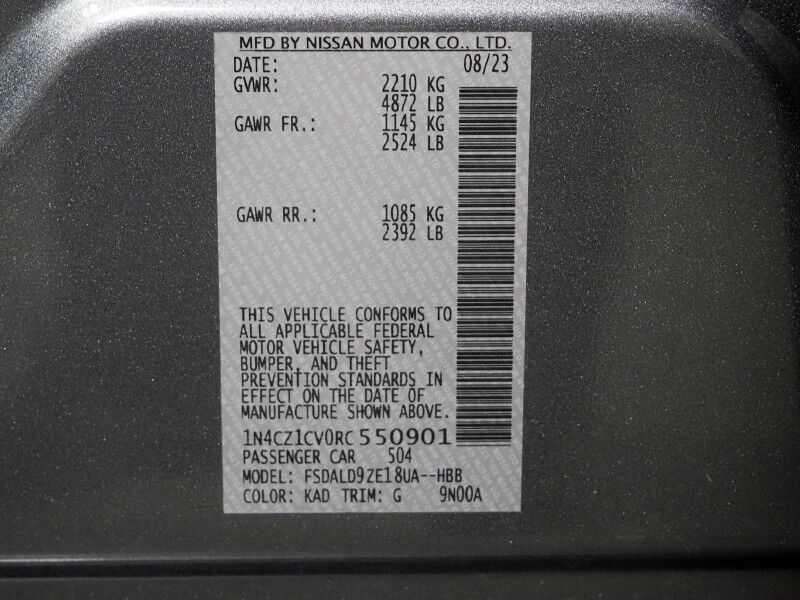 MFD BY NISSAN MOTOR CO., LTD.
DATE: 08/23
GVWR: 2210 KG
4872 LB
GAWR FR.: 1145 KG
2524 LB
GAWR RR.: 1085 KG
2392 LB
THIS VEHICLE CONFORMS TO
ALL APPLICABLE FEDERAL
MOTOR VEHICLE SAFETY,
BUMPER, AND THEFT
PREVENTION STANDARDS IN
EFFECT ON THE DATE OF
MANUFACTURE SHOWN ABOVE.
1N4CZ1CV0RC550901
PASSENGER CAR 504
MODEL: FSDALD9ZE18UA--HBB
COLOR: KAD TRIM: G 9N00A